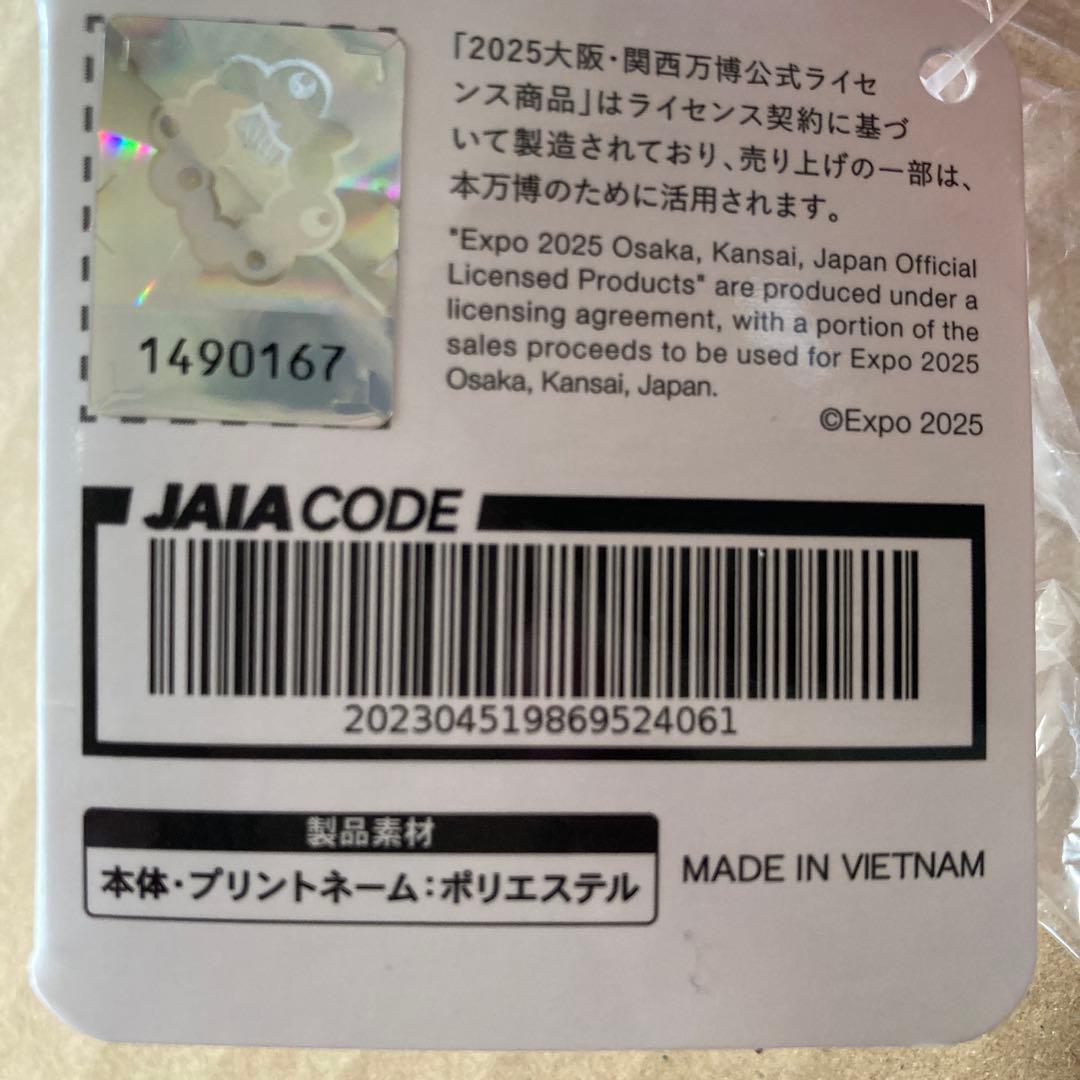 「2025大阪・関西万博公式ライセ
ンス商品」はライセンス契約に基づ
いて製造されており、売り上げの一部は、
本万博のために活用されます。
"Expo 2025 Osaka, Kansai, Japan Official
Licensed Products" are produced under a
licensing agreement, with a portion of the
sales proceeds to be used for Expo 2025
Osaka, Kansai, Japan.
©Expo 2025
1490167
JAIA CODE
202304519869524061
製品素材
本体・プリントネーム：ポリエステル
MADE IN VIETNAM